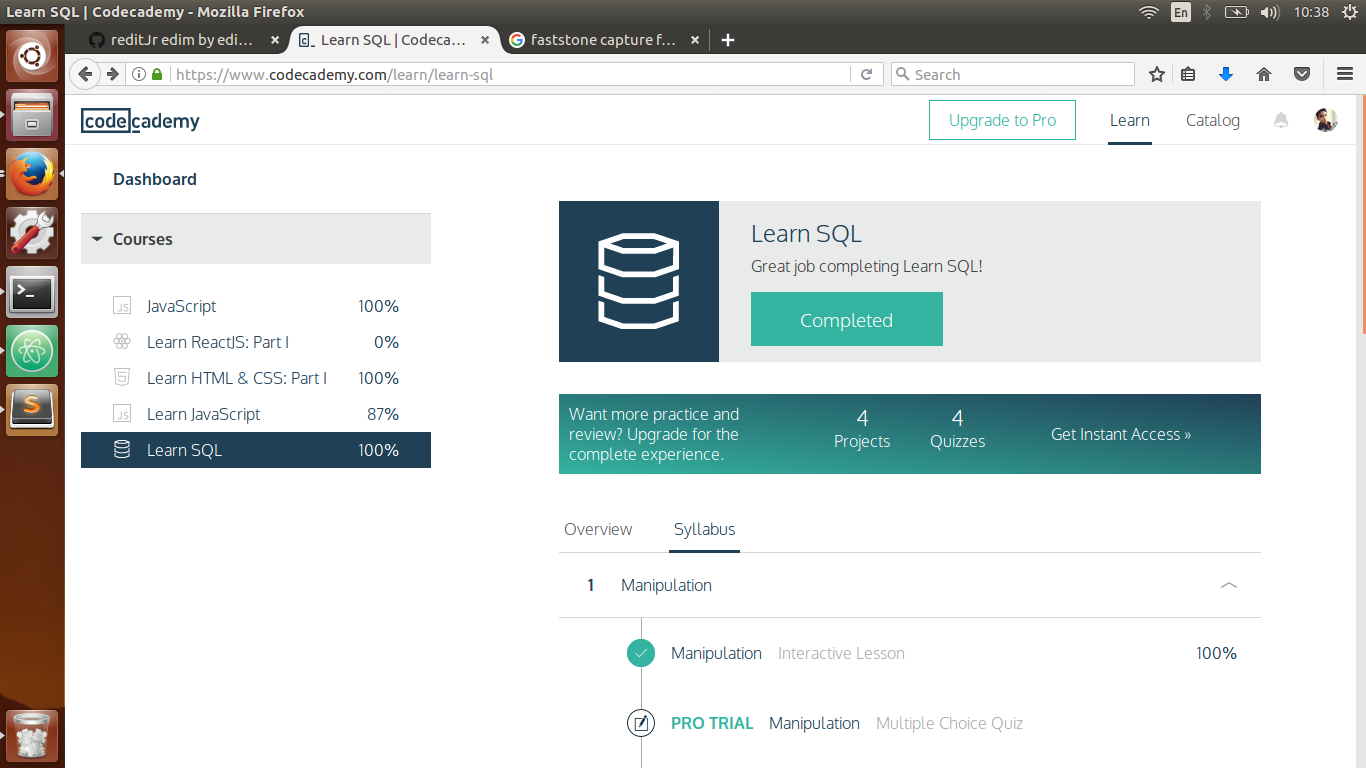 Learn SQL | Codecademy - Mozilla Firefox
En
10:38
reditJr edim by edi...
Learn SQL | Codeca...
faststone capture f...
https://www.codecademy.com/learn/learn-sql
Search
codecademy
Upgrade to Pro
Learn
Catalog
Dashboard
Courses
JavaScript 100%
Learn ReactJS: Part I 0%
Learn HTML & CSS: Part I 100%
Learn JavaScript 87%
Learn SQL 100%
Learn SQL
Great job completing Learn SQL!
Completed
Want more practice and
review? Upgrade for the
complete experience.
4
Projects
4
Quizzes
Get Instant Access »
Overview
Syllabus
1 Manipulation
Manipulation Interactive Lesson 100%
PRO TRIAL Manipulation Multiple Choice Quiz